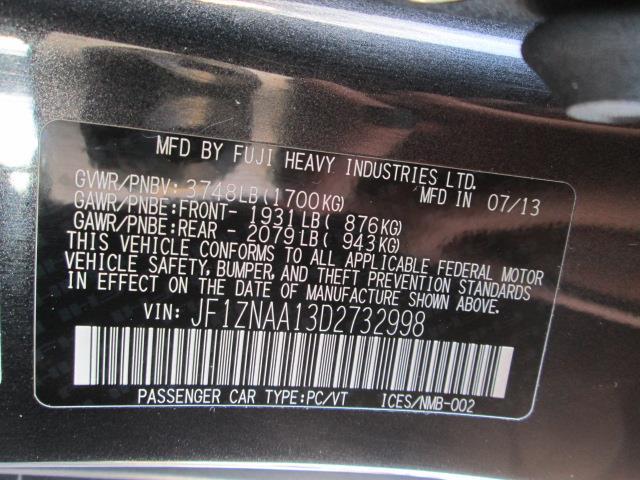 MFD BY FUJI HEAVY INDUSTRIES LTD.
GVWR/PNBV: 3748LB(1700KG) MFD IN 07/13
GAWR/PNBE:FRONT- 1931LB( 876KG)
GAWR/PNBE:REAR - 2079LB( 943KG)
THIS VEHICLE CONFORMS TO ALL APPLICABLE FEDERAL MOTOR
VEHICLE SAFETY, BUMPER, AND THEFT PREVENTION STANDARDS
IN EFFECT ON THE DATE OF MANUFACTURE SHOWN ABOVE.
VIN: JF1ZNAA13D2732998
PASSENGER CAR TYPE:PC/VT ICES/NMB-002